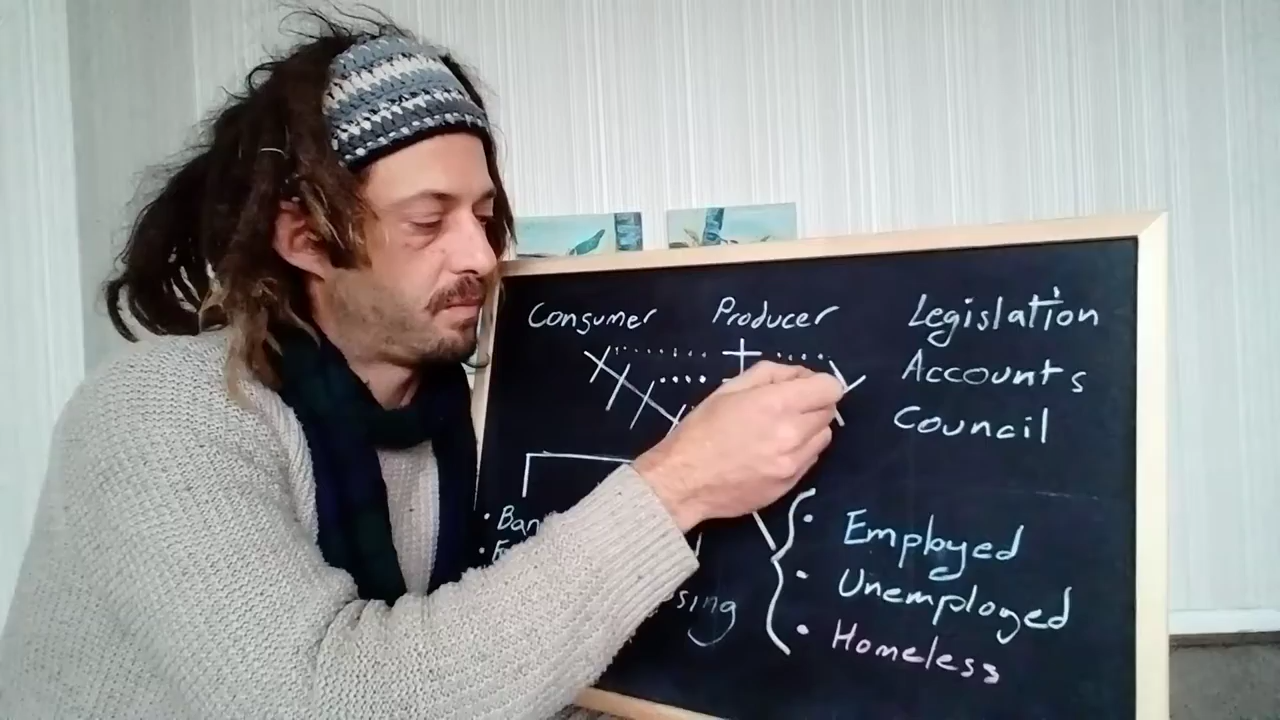 Consumer Producer
Legislation
Accounts
Council
Employed
Unemployed
Homeless